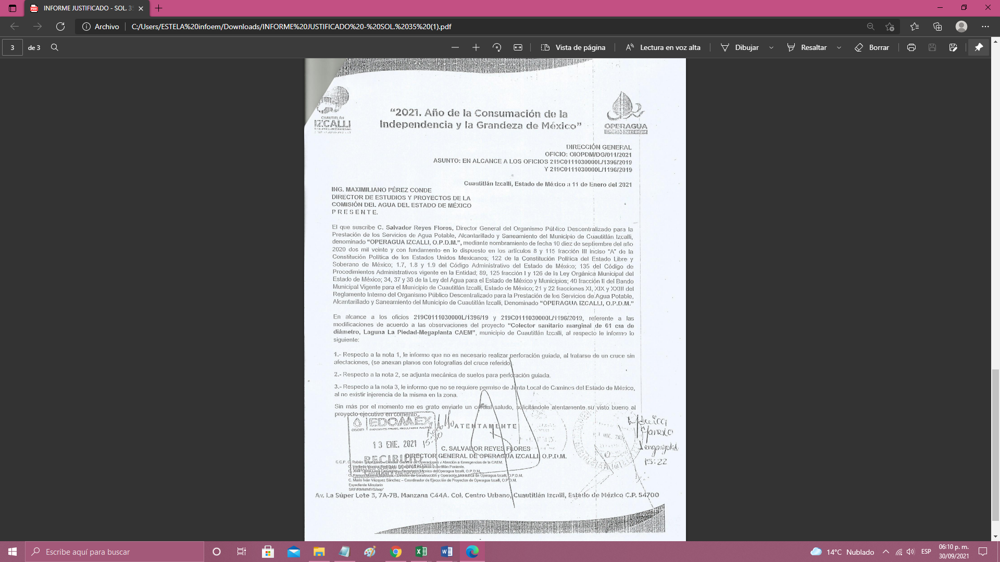 INFORME JUSTIFICADO - SOL. 35
Archivo
C:/Users/ESTELA%20infoem/Downloads/INFORME%20JUSTIFICADO%20-%20SOL.%2035%20(1).pdf
3 de 3
Vista de página
Lectura en voz alta
Dibujar
Resaltar
Borrar
CUAUTITLÁN
IZCALLI
"2021. Año de la Consumación de la
Independencia y la Grandeza de México"
OPERAGUA
DIRECCIÓN GENERAL
OFICIO: OIOPDM/DG/011/2021
ASUNTO: EN ALCANCE A LOS OFICIOS 219C0111030000L/1396/2019
Y 219C0111030000L/1196/2019
Cuautitlán Izcalli, Estado de México a 11 de Enero del 2021
ING. MAXIMILIANO PÉREZ CONDE
DIRECTOR DE ESTUDIOS Y PROYECTOS DE LA
COMISIÓN DEL AGUA DEL ESTADO DE MÉXICO
P R E S E N T E.
El que suscribe C. Salvador Reyes Flores, Director General del Organismo Público Descentralizado para la
Prestación de los Servicios de Agua Potable, Alcantarillado y Saneamiento del Municipio de Cuautitlán Izcalli,
denominado "OPERAGUA IZCALLI, O.P.D.M.", mediante nombramiento de fecha 10 diez de septiembre del año
2020 dos mil veinte y con fundamento en lo dispuesto en los artículos 8 y 115 fracción III inciso "A" de la
Constitución Política de los Estados Unidos Mexicanos; 122 de la Constitución Política del Estado Libre y
Soberano de México; 1.7, 1.8 y 1.9 del Código Administrativo del Estado de México; 135 del Código de
Procedimientos Administrativos vigente en la Entidad; 89, 125 fracción I y 126 de la Ley Orgánica Municipal del
Estado de México; 34, 37 y 38 de la Ley del Agua para el Estado de México y Municipios; 40 fracción II del Bando
Municipal Vigente para el Municipio de Cuautitlán Izcalli, Estado de México; 21 y 22 fracciones XI, XIX y XXIII del
Reglamento Interno del Organismo Público Descentralizado para la Prestación de los Servicios de Agua Potable,
Alcantarillado y Saneamiento del Municipio de Cuautitlán Izcalli, Denominado "OPERAGUA IZCALLI, O.P.D.M."
En alcance a los oficios 219C0111030000L/1396/19 y 219C0111030000L/1196/2019, referente a las
modificaciones de acuerdo a las observaciones del proyecto "Colector sanitario marginal de 61 cm de
diámetro, Laguna La Piedad-Megaplanta CAEM", municipio de Cuautitlán Izcalli, al respecto le informo lo
siguiente:
1.- Respecto a la nota 1, le informo que no es necesario realizar perforación guiada, al tratarse de un cruce sin
afectaciones, (se anexan planos con fotografías del cruce referido).
2.- Respecto a la nota 2, se adjunta mecánica de suelos para perforación guiada.
3.- Respecto a la nota 3, le informo que no se requiere permiso de Junta Local de Caminos del Estado de México,
al no existir injerencia de la misma en la zona.
Sin más por el momento me es grato enviarle un cordial saludo, solicitándole atentamente su visto bueno al
proyecto ejecutivo en comento.
EDOMÉX
A T E N T A M E N T E
13 ENE. 2021
RECIBIDO
C. SALVADOR REYES FLORES
DIRECTOR GENERAL DE OPERAGUA IZCALLI, O.P.D.M.
15:22
C.C.P. Director General de Operaciones y Atención a Emergencias de la CAEM.
Secretario Técnico de Operagua Izcalli, O.P.D.M.
C. Ramon Director de Construcción y Operación Hidráulica de Operagua Izcalli, O.P.D.M.
C. Mario Iván Vázquez Sánchez – Coordinador de Ejecución de Proyectos de Operagua Izcalli, O.P.D.M.
Expediente Minutario
Av. La Súper Lote 3, 7A-7B. Manzana C44A. Col. Centro Urbano, Cuautitlán Izcalli, Estado de México C.P. 54700
Escribe aquí para buscar
14°C Nublado
ESP
06:10 p. m.
30/09/2021